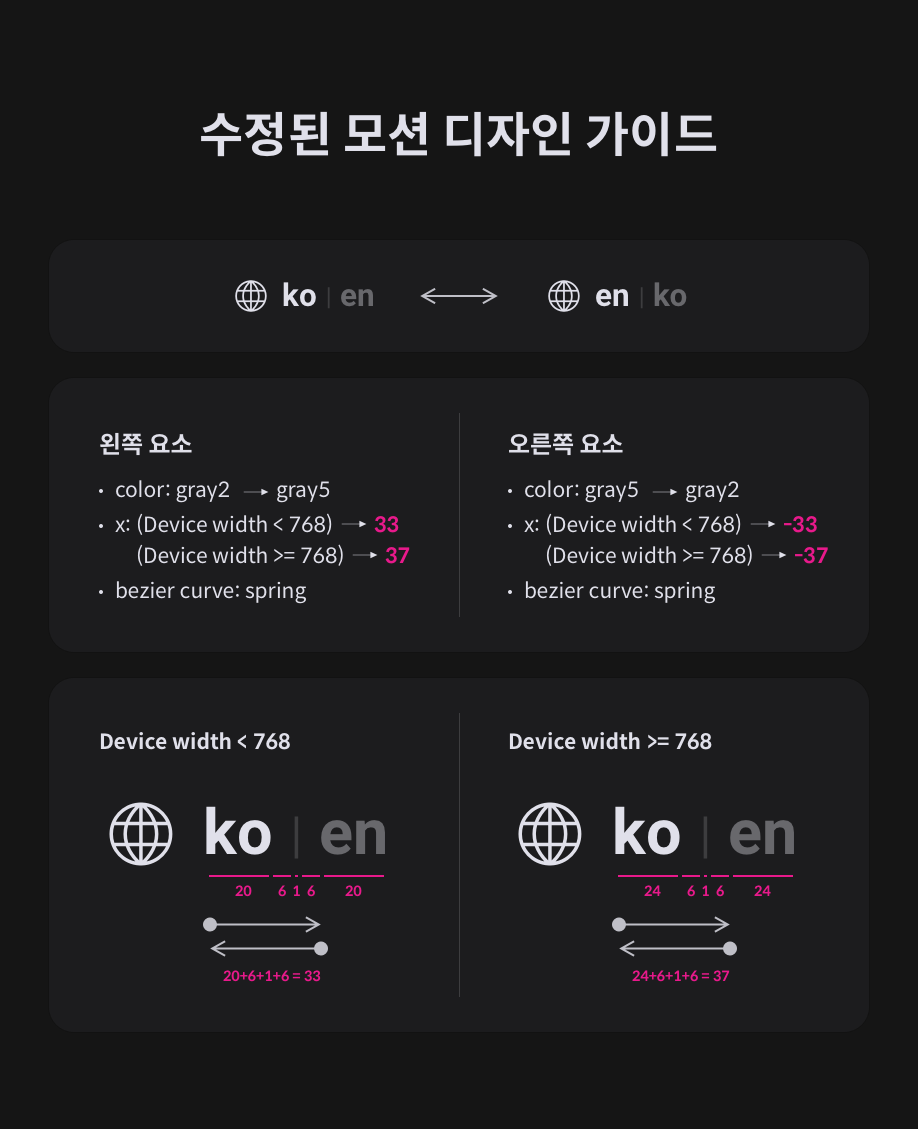 수정된 모션 디자인 가이드
ko | en ↔ en | ko
왼쪽 요소
• color: gray2 → gray5
• x: (Device width < 768) → 33
(Device width >= 768) → 37
• bezier curve: spring
오른쪽 요소
• color: gray5 → gray2
• x: (Device width < 768) → -33
(Device width >= 768) → -37
• bezier curve: spring
Device width < 768
ko | en
20 6 1 6 20
20+6+1+6 = 33
Device width >= 768
ko | en
24 6 1 6 24
24+6+1+6 = 37